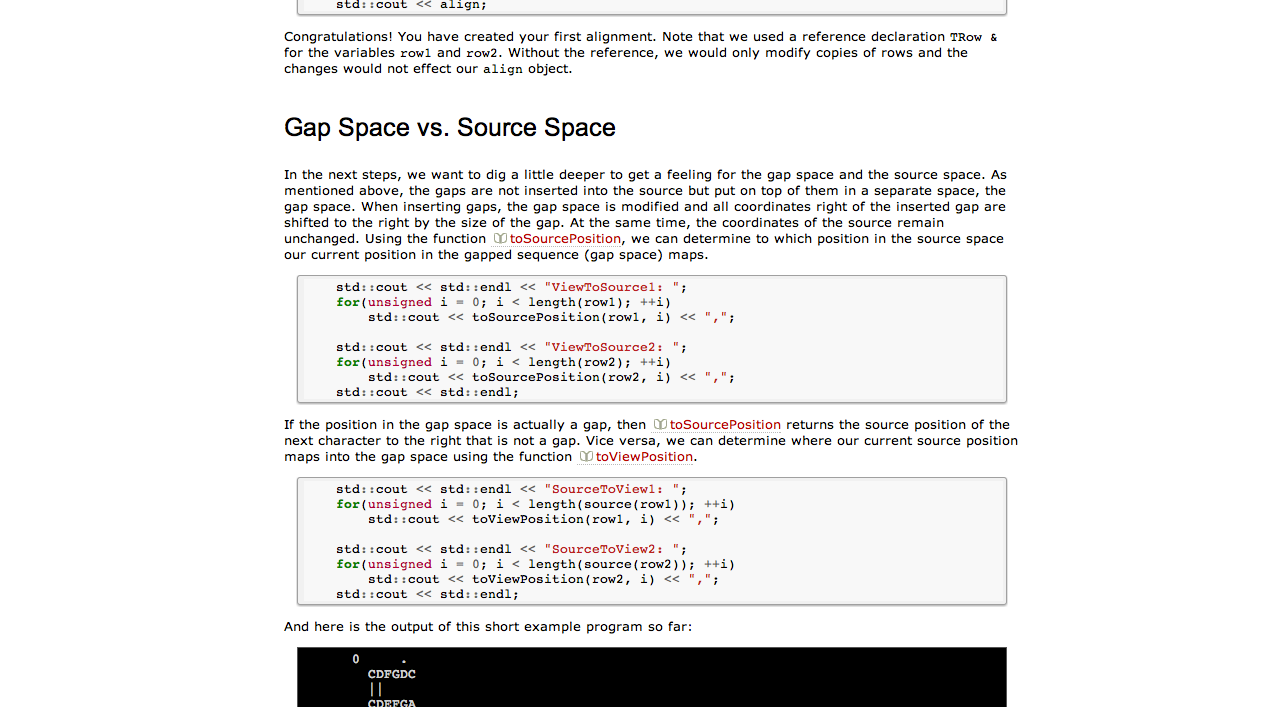 std::cout << align;
Congratulations! You have created your first alignment. Note that we used a reference declaration TRow &
for the variables row1 and row2. Without the reference, we would only modify copies of rows and the
changes would not effect our align object.
Gap Space vs. Source Space
In the next steps, we want to dig a little deeper to get a feeling for the gap space and the source space. As
mentioned above, the gaps are not inserted into the source but put on top of them in a separate space, the
gap space. When inserting gaps, the gap space is modified and all coordinates right of the inserted gap are
shifted to the right by the size of the gap. At the same time, the coordinates of the source remain
unchanged. Using the function toSourcePosition, we can determine to which position in the source space
our current position in the gapped sequence (gap space) maps.
std::cout << std::endl << "ViewToSource1: ";
for(unsigned i = 0; i < length(row1); ++i)
std::cout << toSourcePosition(row1, i) << ",";
std::cout << std::endl << "ViewToSource2: ";
for(unsigned i = 0; i < length(row2); ++i)
std::cout << toSourcePosition(row2, i) << ",";
std::cout << std::endl;
If the position in the gap space is actually a gap, then toSourcePosition returns the source position of the
next character to the right that is not a gap. Vice versa, we can determine where our current source position
maps into the gap space using the function toViewPosition.
std::cout << std::endl << "SourceToView1: ";
for(unsigned i = 0; i < length(source(row1)); ++i)
std::cout << toViewPosition(row1, i) << ",";
std::cout << std::endl << "SourceToView2: ";
for(unsigned i = 0; i < length(source(row2)); ++i)
std::cout << toViewPosition(row2, i) << ",";
std::cout << std::endl;
And here is the output of this short example program so far:
0 .
CDFGDC
||
CDEFGA